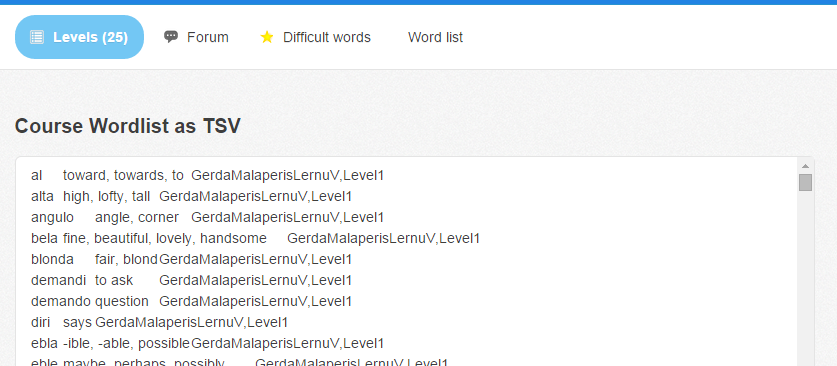 Levels (25) Forum Difficult words Word list
Course Wordlist as TSV
al toward, towards, to GerdaMalaperisLernuV,Level1
alta high, lofty, tall GerdaMalaperisLernuV,Level1
angulo angle, corner GerdaMalaperisLernuV,Level1
bela fine, beautiful, lovely, handsome GerdaMalaperisLernuV,Level1
blonda fair, blond GerdaMalaperisLernuV,Level1
demandi to ask GerdaMalaperisLernuV,Level1
demando question GerdaMalaperisLernuV,Level1
diri says GerdaMalaperisLernuV,Level1
ebla -ible, -able, possible GerdaMalaperisLernuV,Level1
eble maybe, perhaps, possibly GerdaMalaperisLernuV,Level1